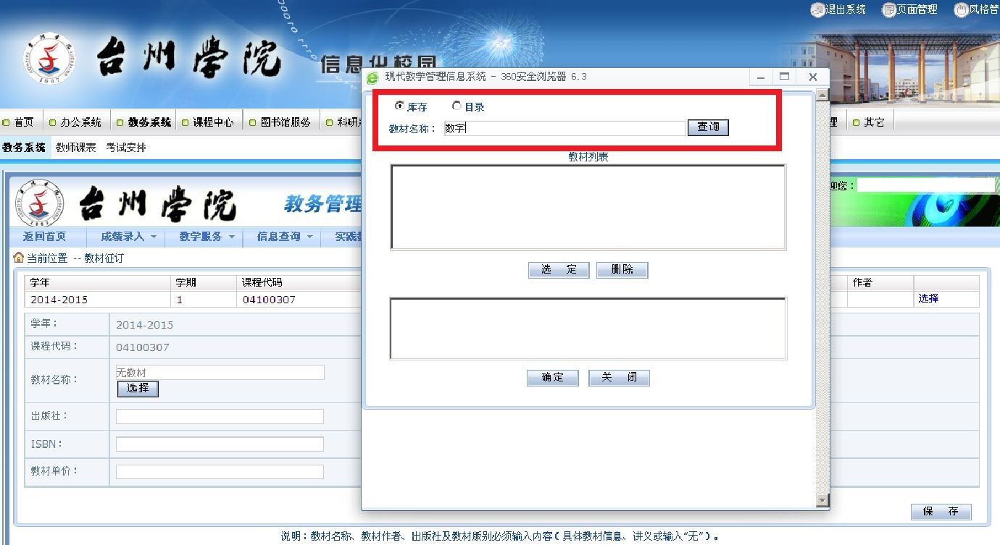 退出系统 页面管理 风格管
台州学院 信息化校园
现代教学管理信息系统 - 360安全浏览器 6.3
首页 办公系统 教务系统 课程中心 图书馆服务 科研 理 其它
教务系统 教师课表 考试安排
库存 目录
教材名称： 数字 查询
教材列表
台州学院 教务管理 迎您：
返回首页 成绩录入 教学服务 信息查询 实践教
当前位置 -- 教材征订
选 定 删除
学年 学期 课程代码 作者
2014-2015 1 04100307 选择
学年： 2014-2015
课程代码： 04100307
教材名称： 无教材
选择
确定 关 闭
出版社：
ISBN：
教材单价：
保 存
说明：教材名称、教材作者、出版社及教材版别必须输入内容(具体教材信息、讲义或输入“无”)。